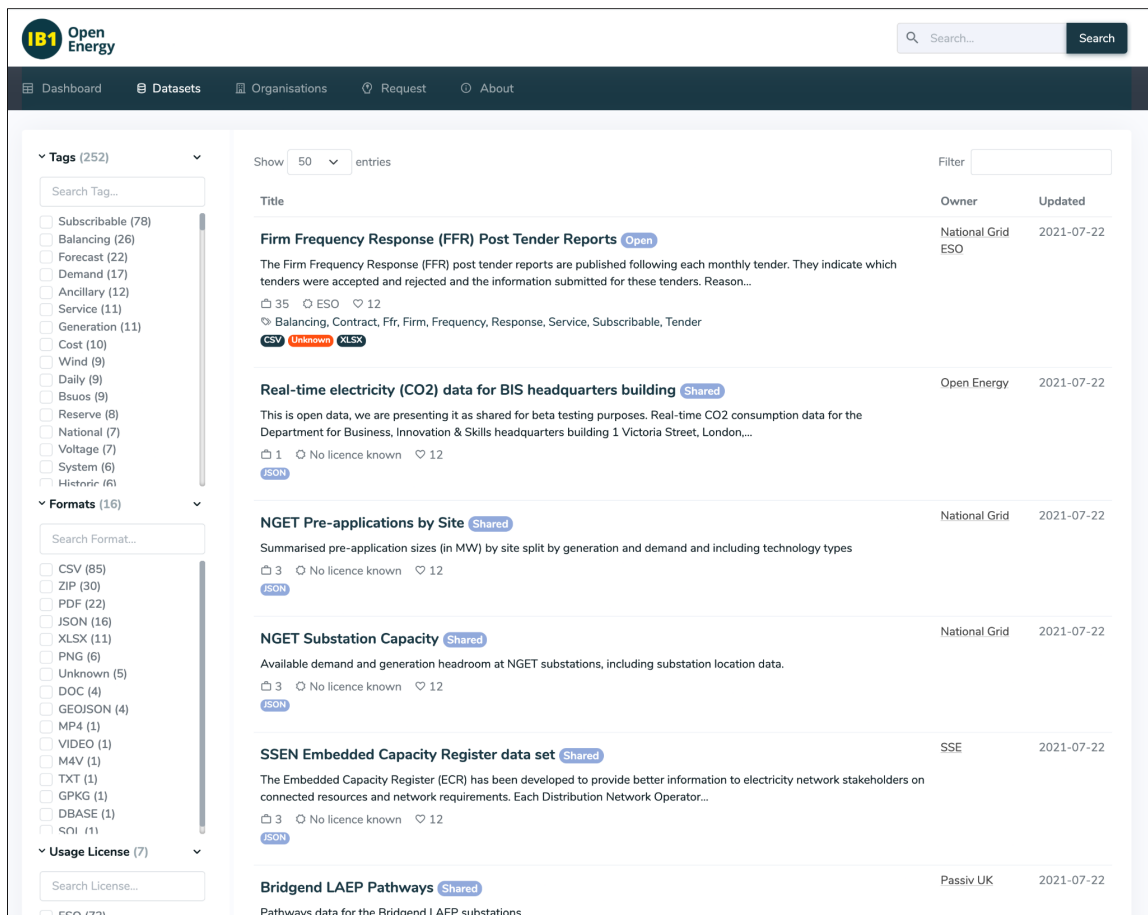 IB1 Open
Energy
Search...
Search
Dashboard Datasets Organisations Request About
Tags (252)
Search Tag...
Subscribable (78)
Balancing (26)
Forecast (22)
Demand (17)
Ancillary (12)
Service (11)
Generation (11)
Cost (10)
Wind (9)
Daily (9)
Bsuos (9)
Reserve (8)
National (7)
Voltage (7)
System (6)
Historic (6)
Formats (16)
Search Format...
CSV (85)
ZIP (30)
PDF (22)
JSON (16)
XLSX (11)
PNG (6)
Unknown (5)
DOC (4)
GEOJSON (4)
MP4 (1)
VIDEO (1)
M4V (1)
TXT (1)
GPKG (1)
DBASE (1)
SQL (1)
Usage License (7)
Search License...
ESO (72)
Show 50 entries
Filter
Title Owner Updated
Firm Frequency Response (FFR) Post Tender Reports Open
National Grid
ESO
2021-07-22
The Firm Frequency Response (FFR) post tender reports are published following each monthly tender. They indicate which
tenders were accepted and rejected and the information submitted for these tenders. Reason...
35 ESO 12
Balancing, Contract, Ffr, Firm, Frequency, Response, Service, Subscribable, Tender
CSV Unknown XLSX
Real-time electricity (CO2) data for BIS headquarters building Shared
Open Energy 2021-07-22
This is open data, we are presenting it as shared for beta testing purposes. Real-time CO2 consumption data for the
Department for Business, Innovation & Skills headquarters building 1 Victoria Street, London,...
1 No licence known 12
JSON
NGET Pre-applications by Site Shared
National Grid 2021-07-22
Summarised pre-application sizes (in MW) by site split by generation and demand and including technology types
3 No licence known 12
JSON
NGET Substation Capacity Shared
National Grid 2021-07-22
Available demand and generation headroom at NGET substations, including substation location data.
3 No licence known 12
JSON
SSEN Embedded Capacity Register data set Shared
SSE 2021-07-22
The Embedded Capacity Register (ECR) has been developed to provide better information to electricity network stakeholders on
connected resources and network requirements. Each Distribution Network Operator...
3 No licence known 12
JSON
Bridgend LAEP Pathways Shared
Passiv UK 2021-07-22
Pathways data for the Bridgend LAEP substations